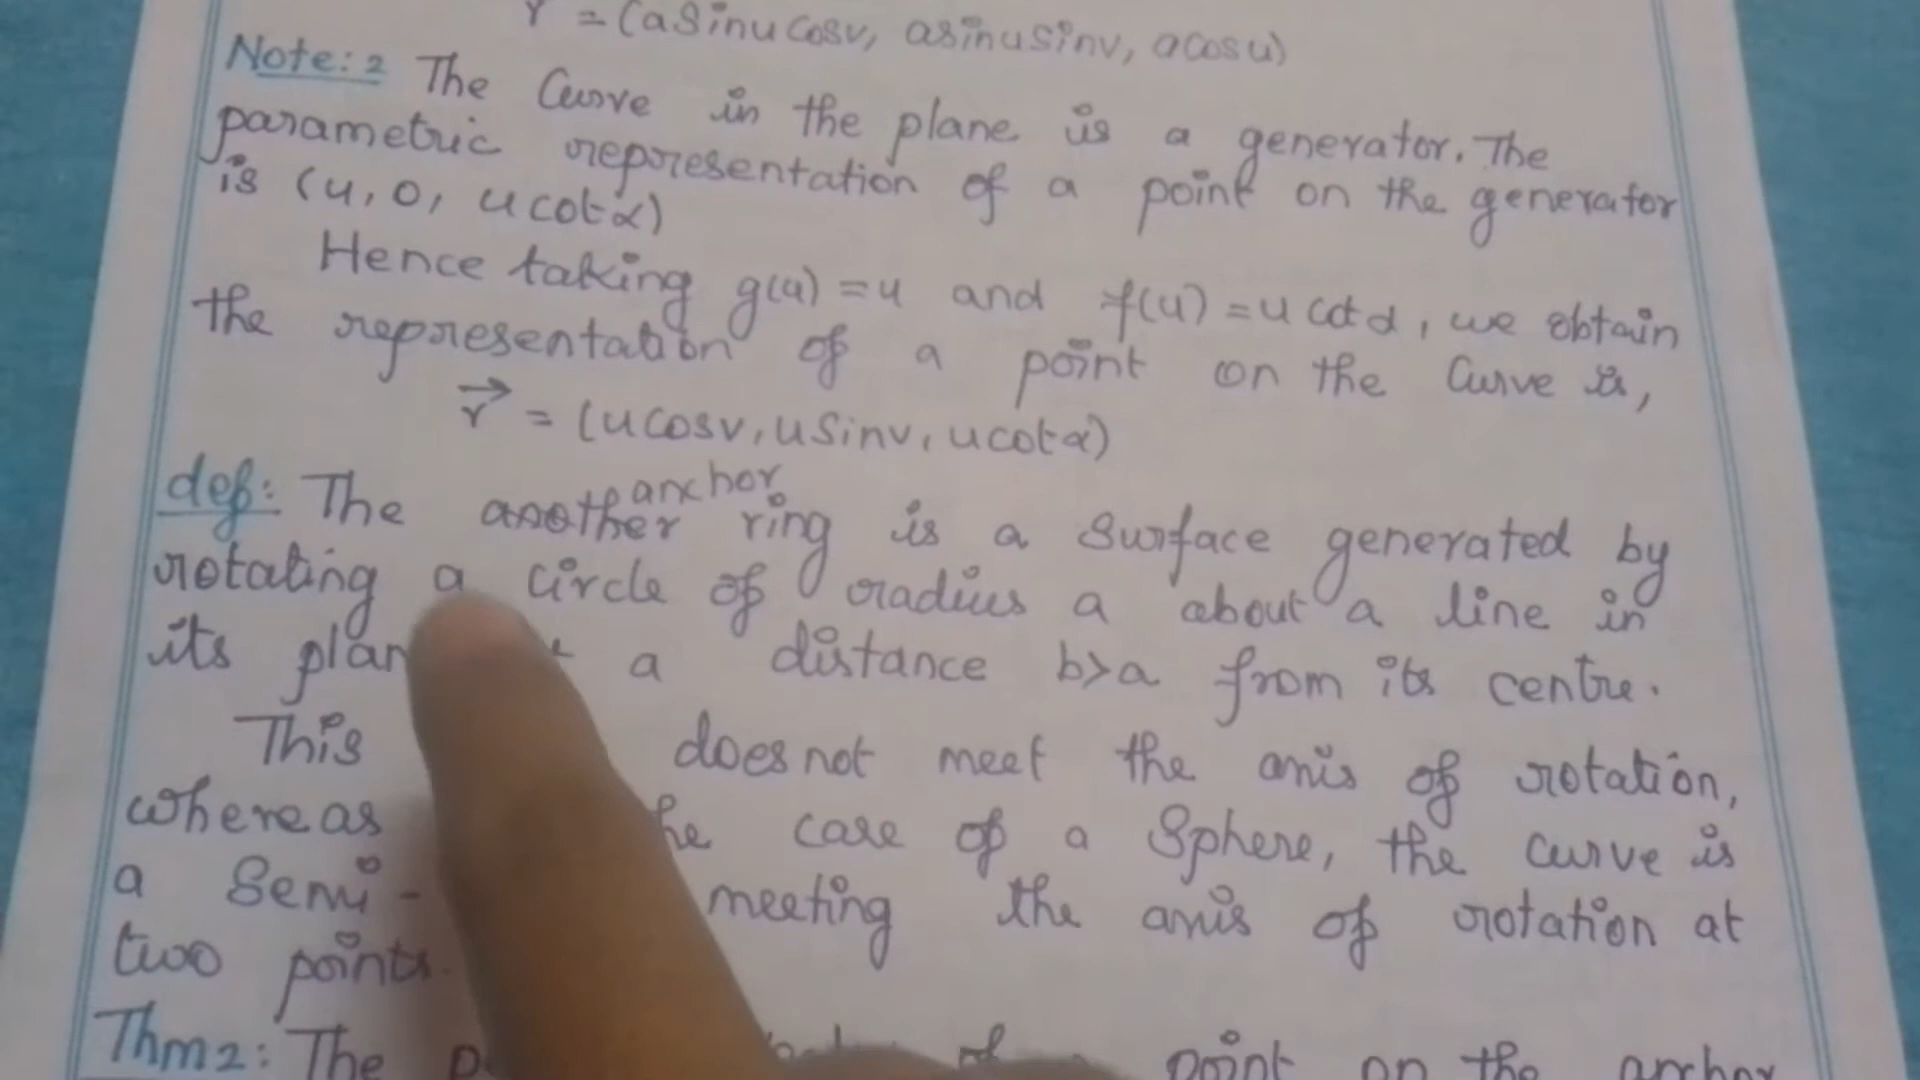 r = (a sinu cosv, a sinu sinv, a cosu)
Note: 2 The Curve in the plane is a generator. The
parametric representation of a point on the generator
is (u, 0, u cot α)
Hence taking g(u) = u and f(u) = u cot α, we obtain
the representation of a point on the Curve is,
r⃗ = (u cosv, u sinv, u cot α)
def: The another anchor ring is a Surface generated by
rotating a circle of radius a about a line in
its a distance b>a from its centre.
This does not meet the axis of rotation,
whereas case of a Sphere, the curve is
a Semi- meeting the axis of rotation at
two points.
Thm 2: The point on the anchor